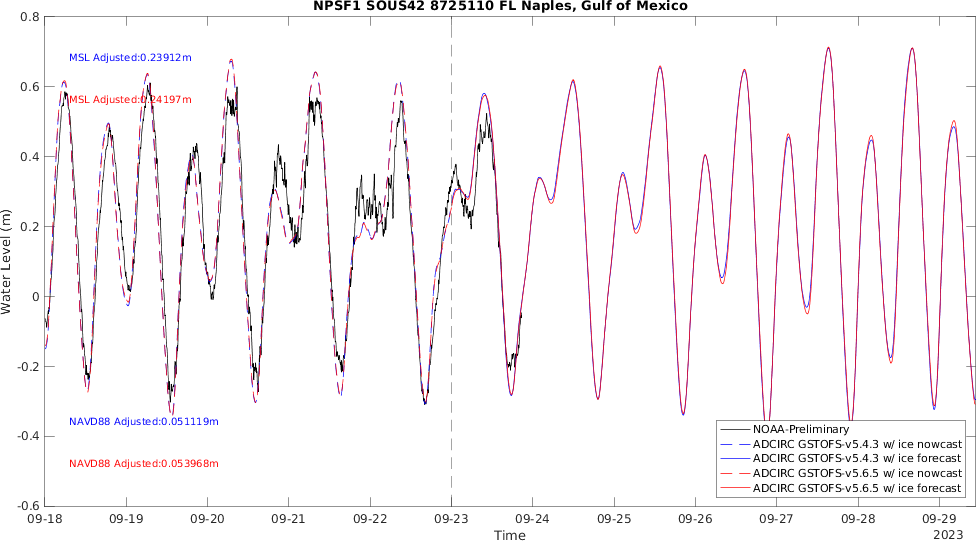 NPSF1 SOUS42 8725110 FL Naples, Gulf of Mexico
0.8
0.6
0.4
0.2
0
-0.2
-0.4
-0.6
Water Level (m)
MSL Adjusted:0.23912m
MSL Adjusted:0.24197m
NAVD88 Adjusted:0.051119m
NAVD88 Adjusted:0.053968m
NOAA-Preliminary
ADCIRC GSTOFS-v5.4.3 w/ ice nowcast
ADCIRC GSTOFS-v5.4.3 w/ ice forecast
ADCIRC GSTOFS-v5.6.5 w/ ice nowcast
ADCIRC GSTOFS-v5.6.5 w/ ice forecast
09-18 09-19 09-20 09-21 09-22 09-23 09-24 09-25 09-26 09-27 09-28 09-29
2023
Time